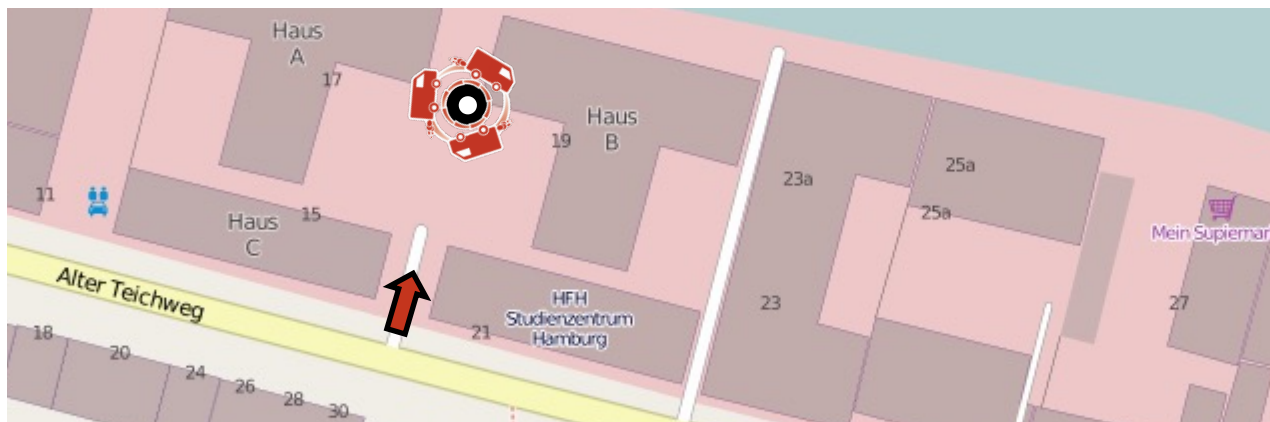 Haus
A
17
Haus
B
19
23a
25a
25a
11
Haus
C
15
Mein Supermar
Alter Teichweg
HFH
Studienzentrum
Hamburg
21
23
27
18
20
24
26
28
30